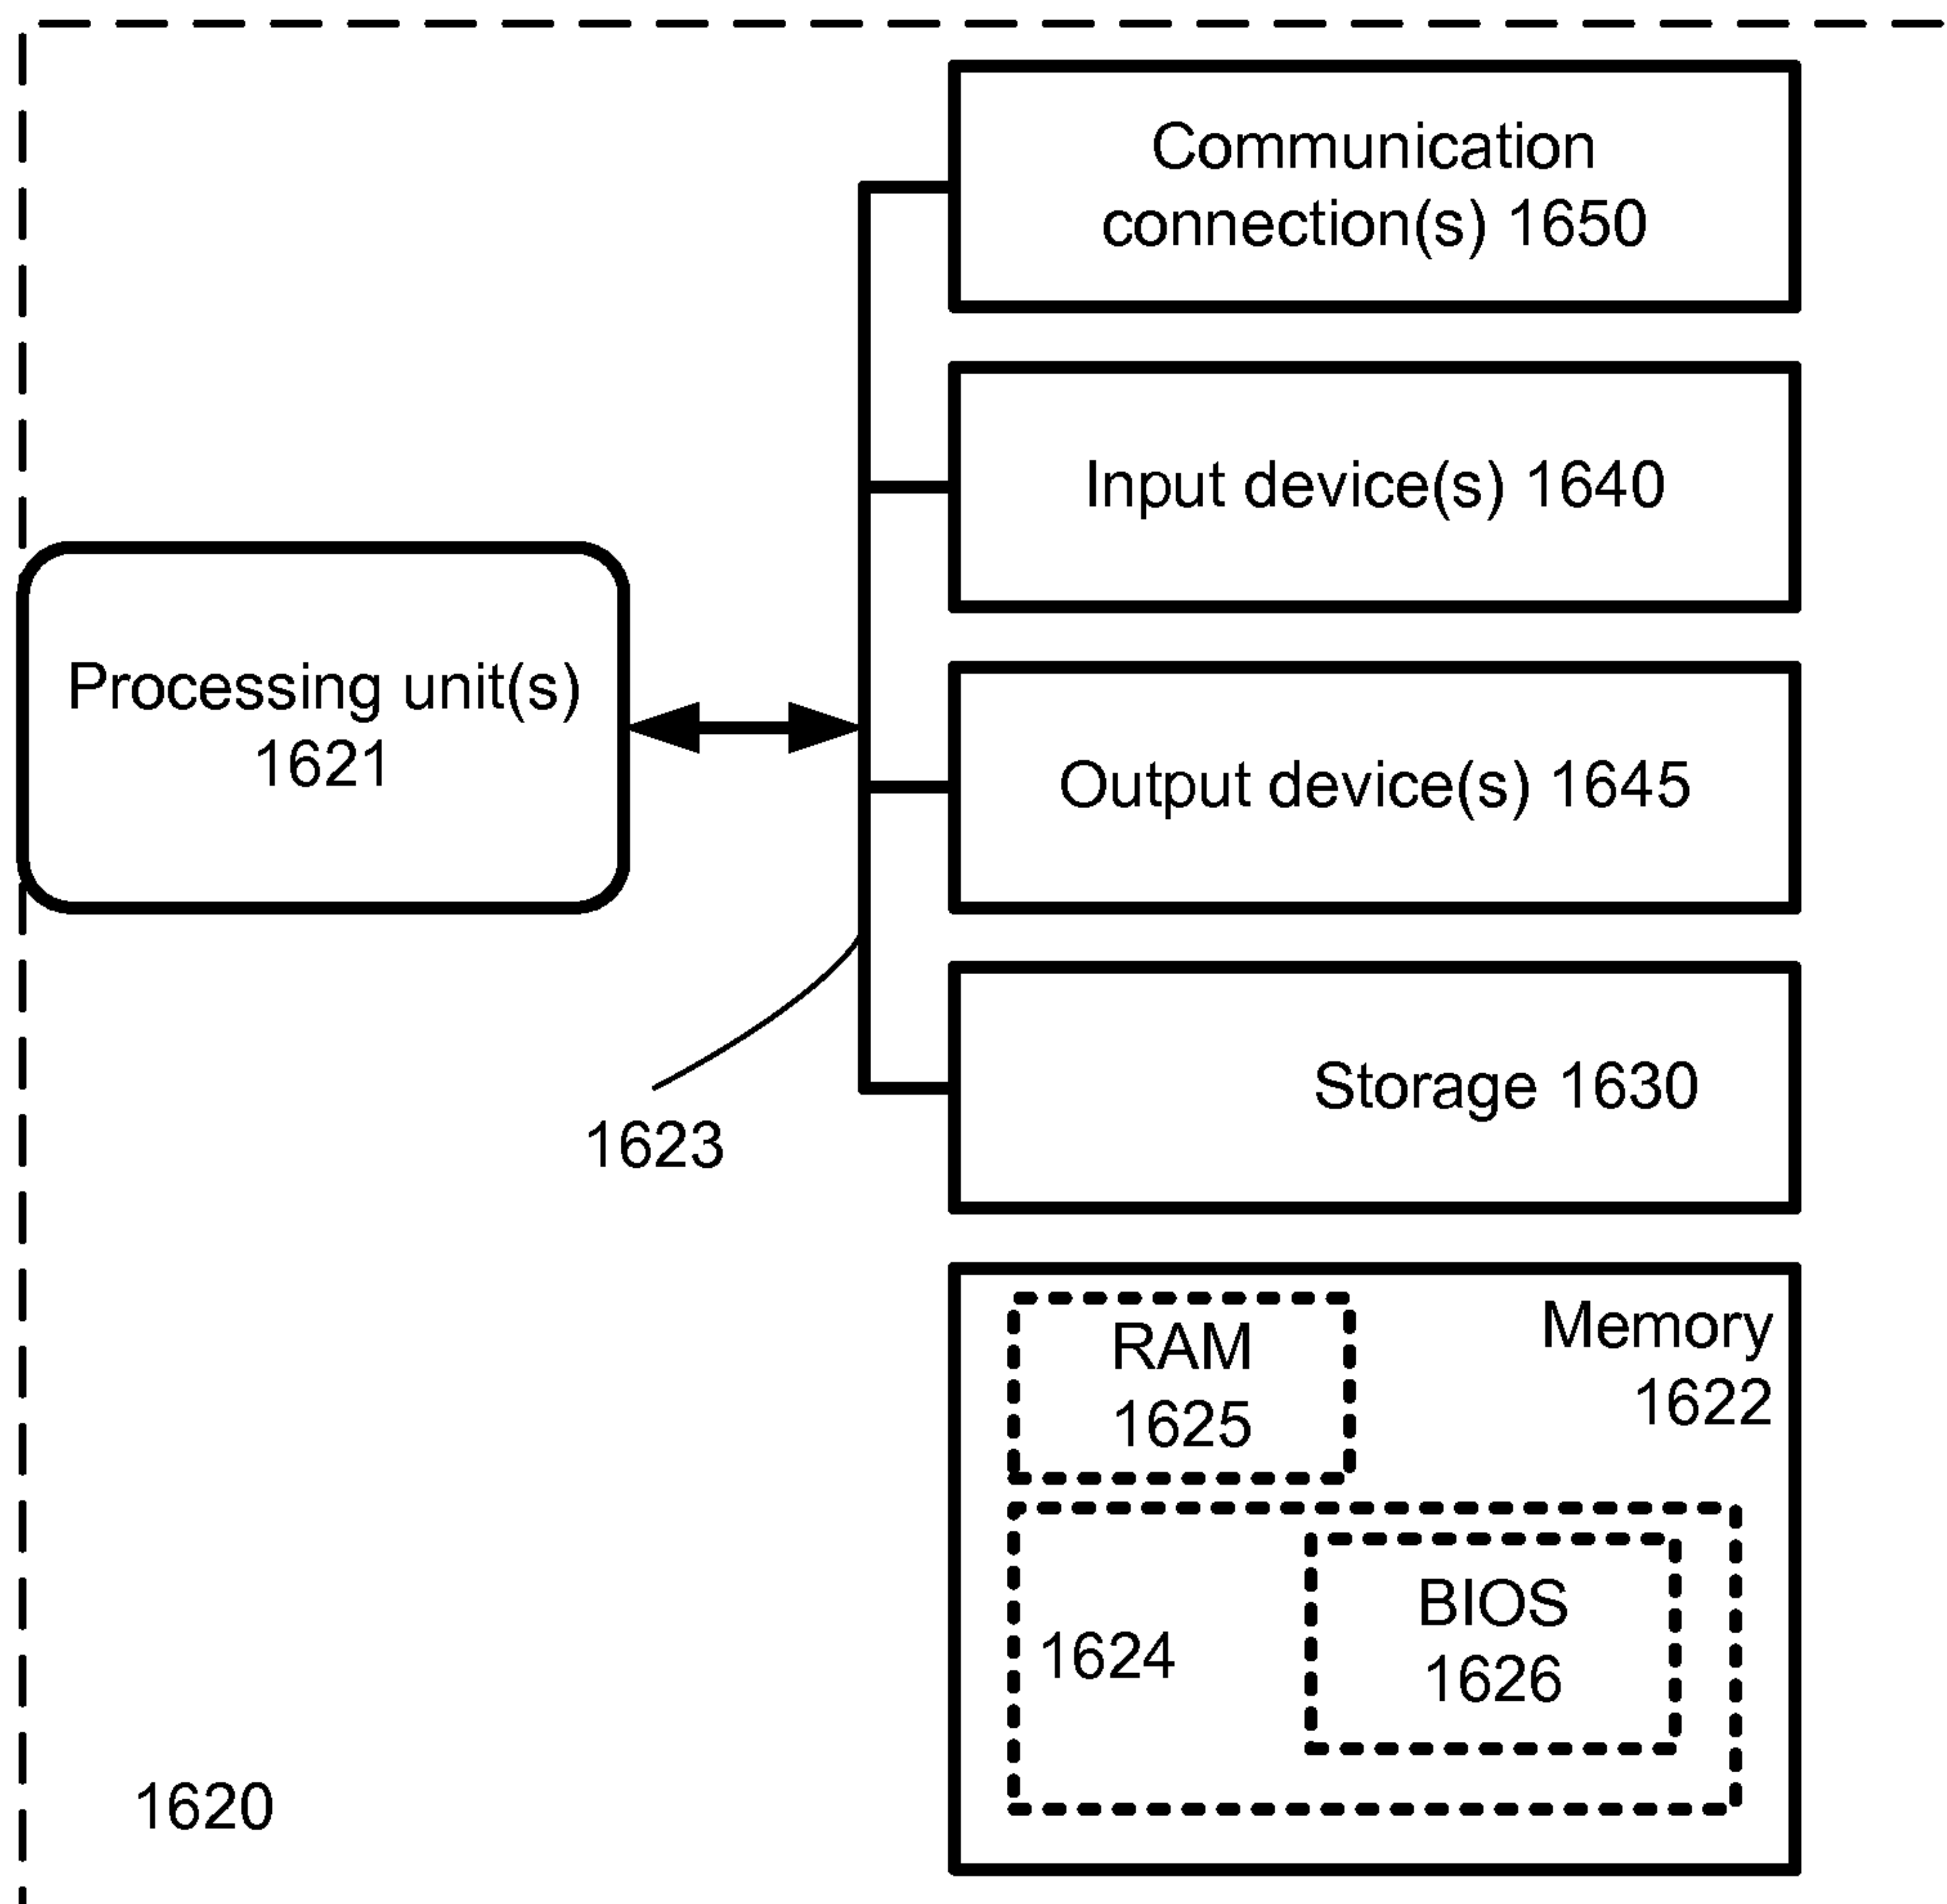 Communication
connection(s) 1650
Input device(s) 1640
Processing unit(s)
1621
Output device(s) 1645
Storage 1630
1623
RAM
1625
Memory
1622
BIOS
1626
1624
1620